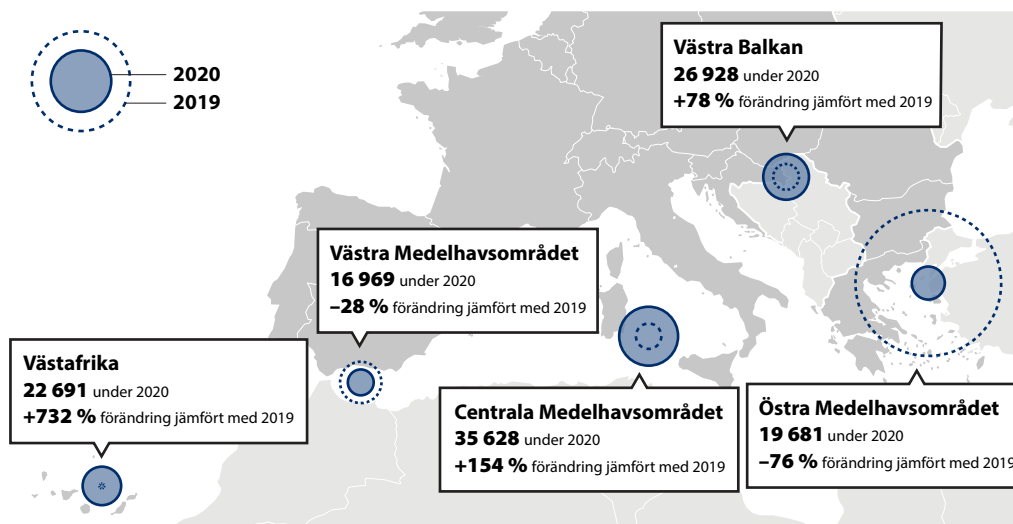 2020
2019
Västra Balkan
26 928 under 2020
+78 % förändring jämfört med 2019
Västra Medelhavsområdet
16 969 under 2020
–28 % förändring jämfört med 2019
Västafrika
22 691 under 2020
+732 % förändring jämfört med 2019
Centrala Medelhavsområdet
35 628 under 2020
+154 % förändring jämfört med 2019
Östra Medelhavsområdet
19 681 under 2020
–76 % förändring jämfört med 2019